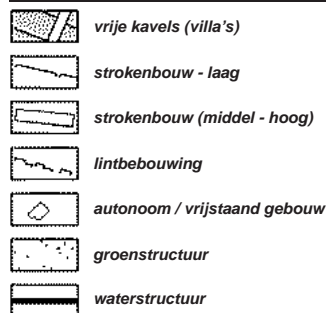 vrije kavels (villa's)
strokenbouw - laag
strokenbouw (middel - hoog)
lintbebouwing
autonoom / vrijstaand gebouw
groenstructuur
waterstructuur